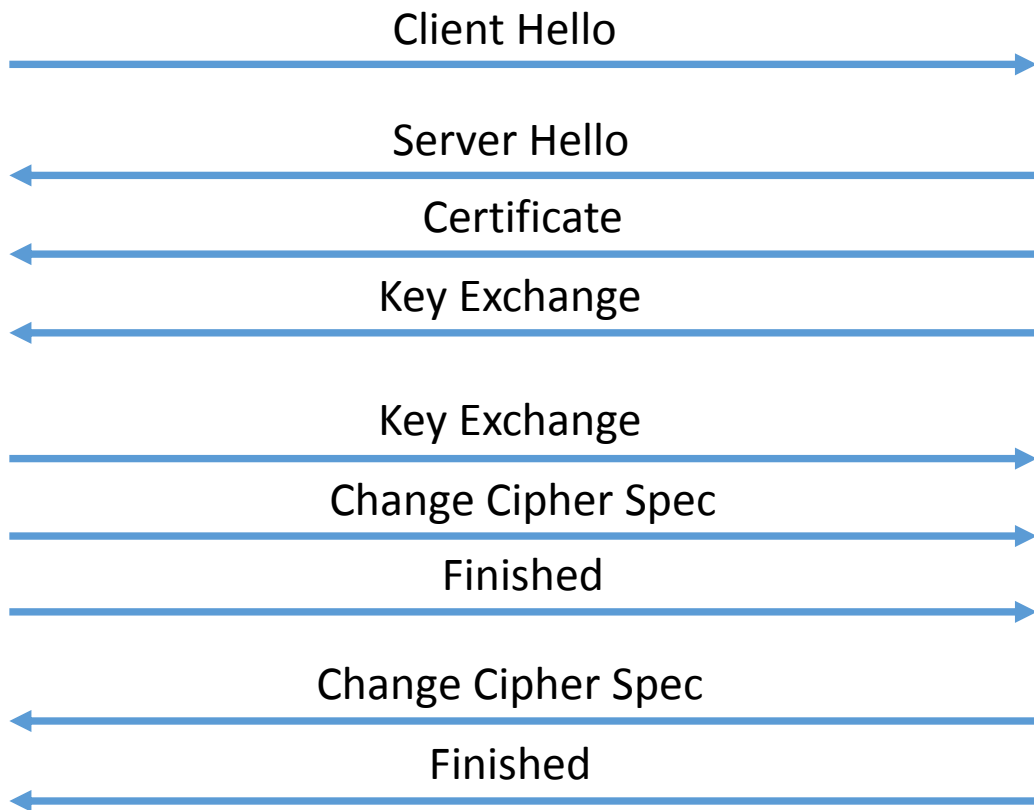 Client Hello
Server Hello
Certificate
Key Exchange
Key Exchange
Change Cipher Spec
Finished
Change Cipher Spec
Finished